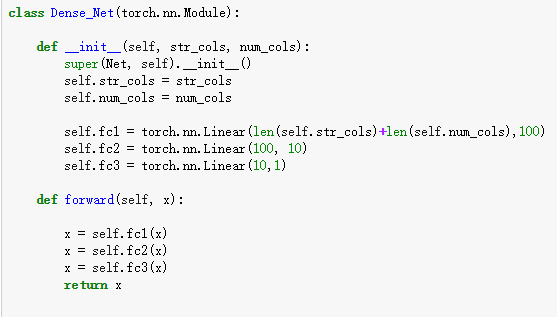 class Dense_Net(torch.nn.Module):
def __init__(self, str_cols, num_cols):
super(Net, self).__init__()
self.str_cols = str_cols
self.num_cols = num_cols
self.fc1 = torch.nn.Linear(len(self.str_cols)+len(self.num_cols),100)
self.fc2 = torch.nn.Linear(100, 10)
self.fc3 = torch.nn.Linear(10,1)
def forward(self, x):
x = self.fc1(x)
x = self.fc2(x)
x = self.fc3(x)
return x